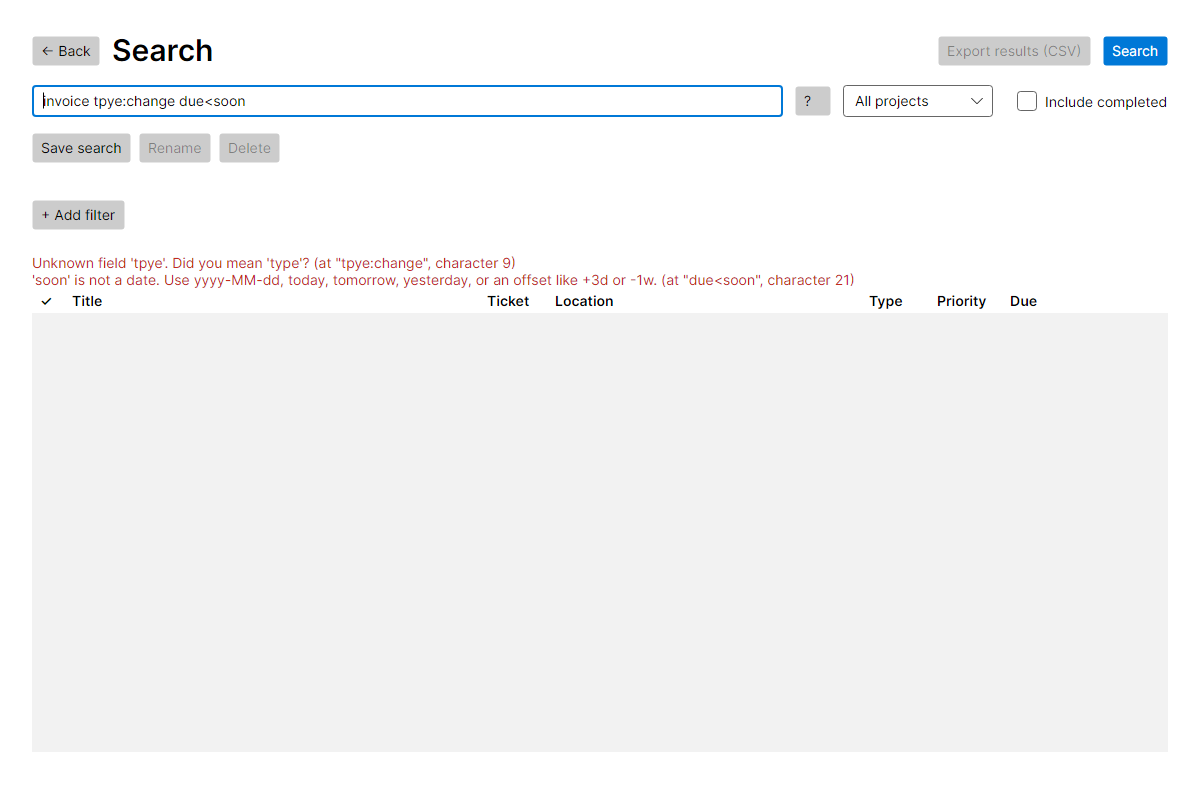 ← Back Search Export results (CSV) Search
invoice tpye:change due<soon ? All projects Include completed
Save search Rename Delete
+ Add filter
Unknown field 'tpye'. Did you mean 'type'? (at "tpye:change", character 9)
'soon' is not a date. Use yyyy-MM-dd, today, tomorrow, yesterday, or an offset like +3d or -1w. (at "due<soon", character 21)
✓ Title Ticket Location Type Priority Due